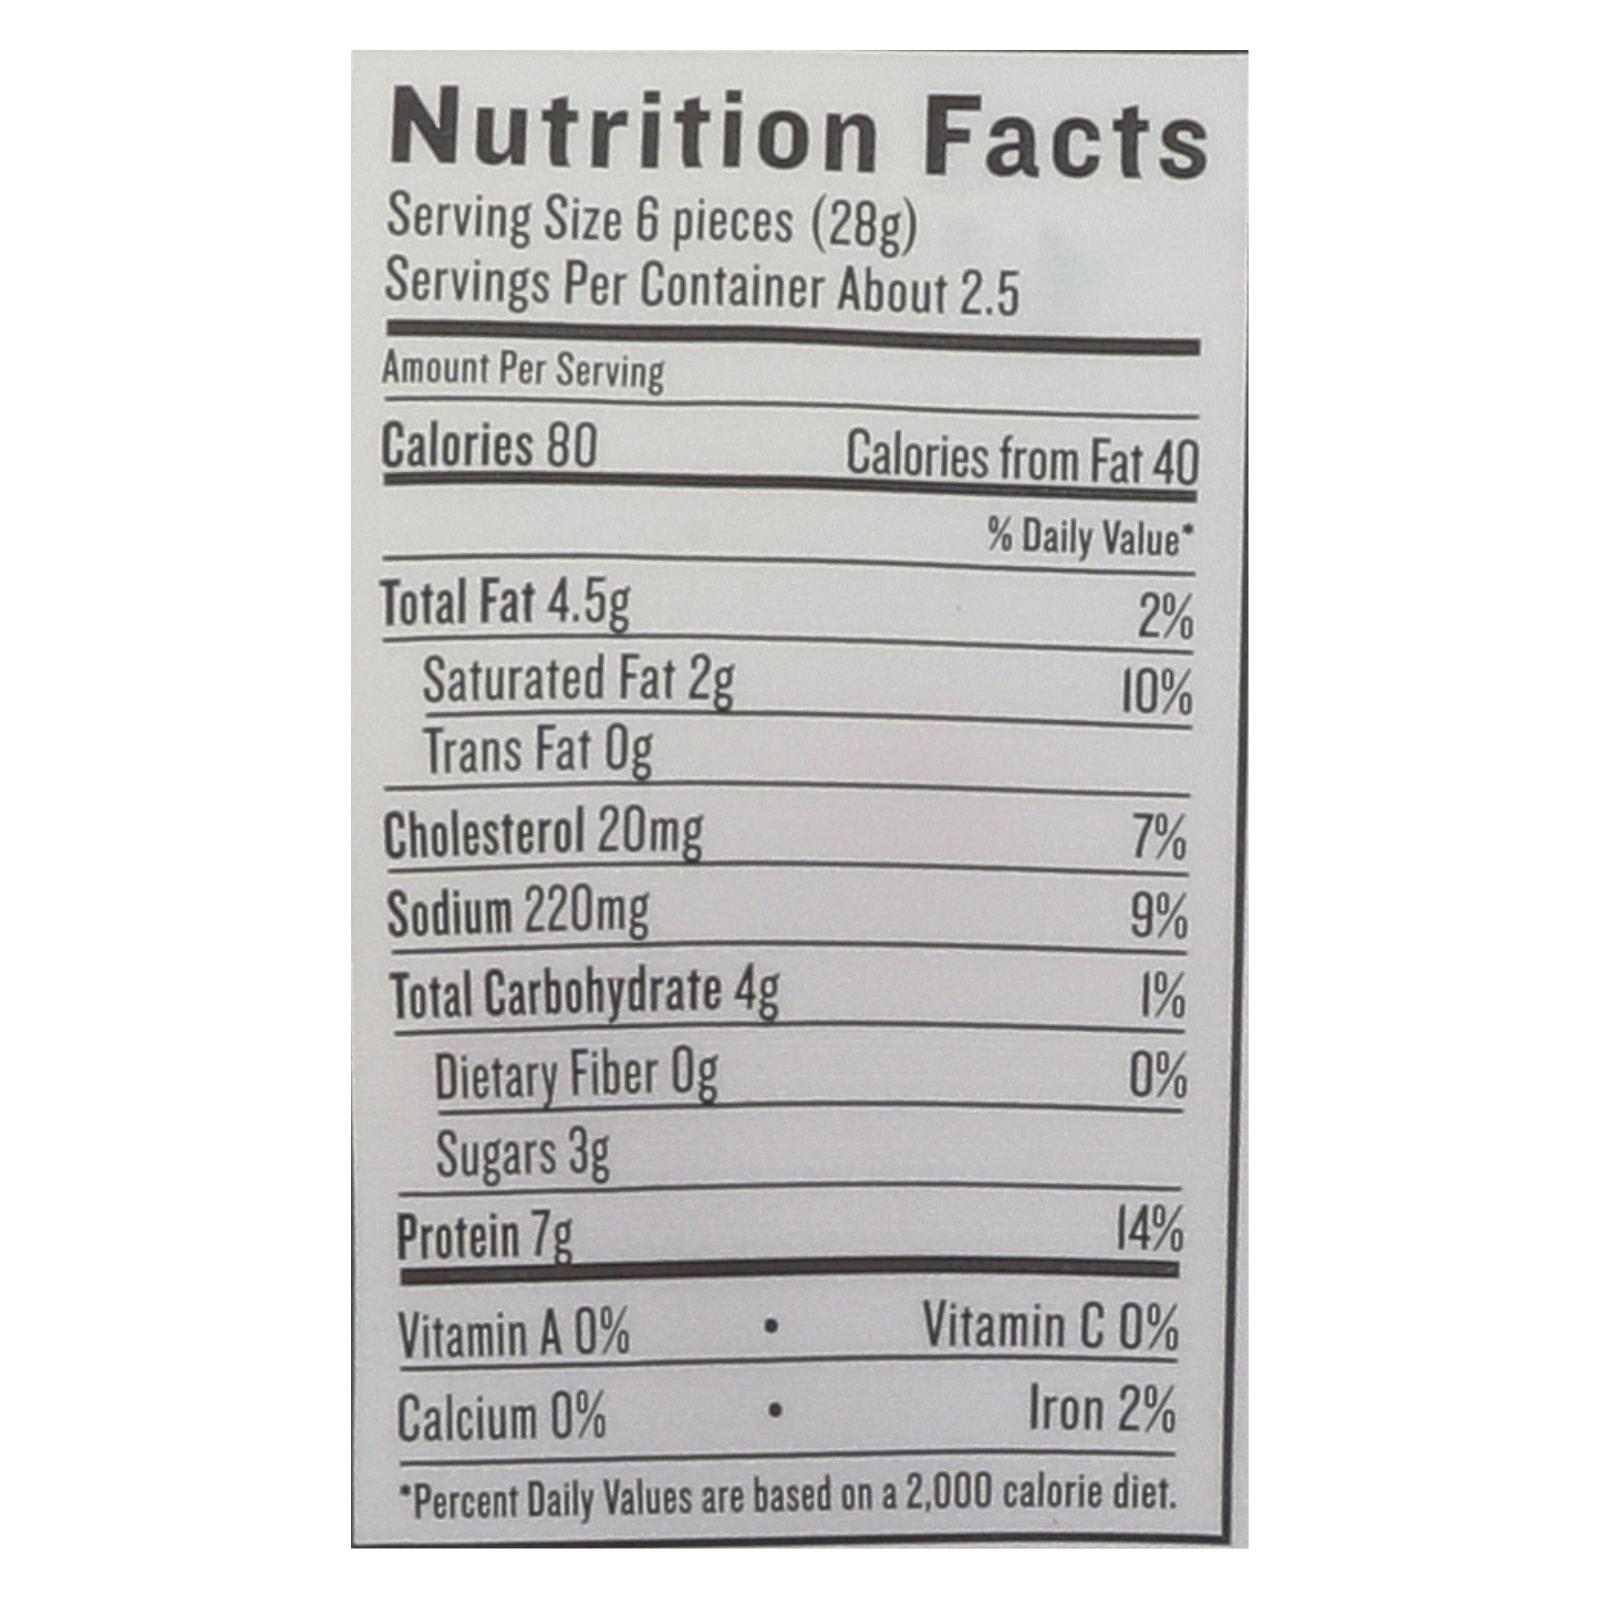 Nutrition Facts
Serving Size 6 pieces (28g)
Servings Per Container About 2.5
Amount Per Serving
Calories 80 Calories from Fat 40
% Daily Value*
Total Fat 4.5g 2%
Saturated Fat 2g 10%
Trans Fat 0g
Cholesterol 20mg 7%
Sodium 220mg 9%
Total Carbohydrate 4g 1%
Dietary Fiber 0g 0%
Sugars 3g
Protein 7g 14%
Vitamin A 0% • Vitamin C 0%
Calcium 0% • Iron 2%
*Percent Daily Values are based on a 2,000 calorie diet.